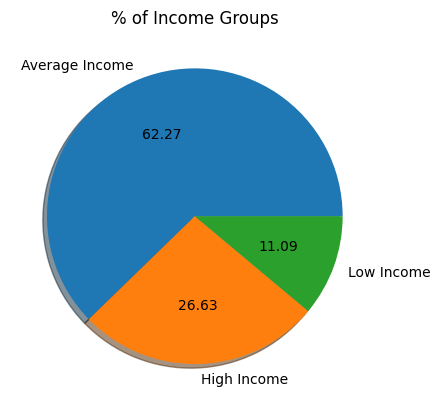 % of Income Groups
Average Income
62.27
11.09
Low Income
26.63
High Income